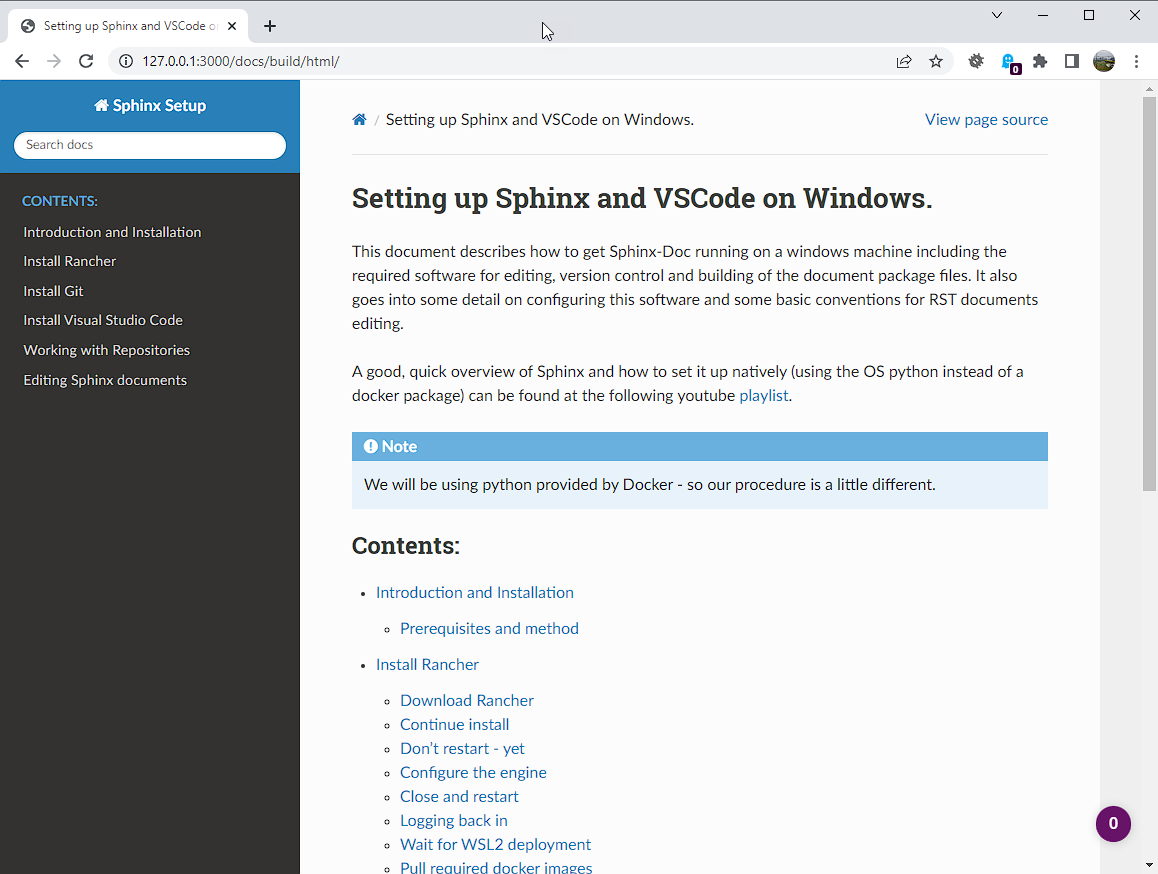 Setting up Sphinx and VSCode o
127.0.0.1:3000/docs/build/html/
0
Sphinx Setup
Search docs
CONTENTS:
Introduction and Installation
Install Rancher
Install Git
Install Visual Studio Code
Working with Repositories
Editing Sphinx documents
/ Setting up Sphinx and VSCode on Windows.
View page source
Setting up Sphinx and VSCode on Windows.
This document describes how to get Sphinx-Doc running on a windows machine including the
required software for editing, version control and building of the document package files. It also
goes into some detail on configuring this software and some basic conventions for RST documents
editing.
A good, quick overview of Sphinx and how to set it up natively (using the OS python instead of a
docker package) can be found at the following youtube playlist.
Note
We will be using python provided by Docker - so our procedure is a little different.
Contents:
• Introduction and Installation
◦ Prerequisites and method
• Install Rancher
◦ Download Rancher
◦ Continue install
◦ Don't restart - yet
◦ Configure the engine
◦ Close and restart
◦ Logging back in
◦ Wait for WSL2 deployment
◦ Pull required docker images
0